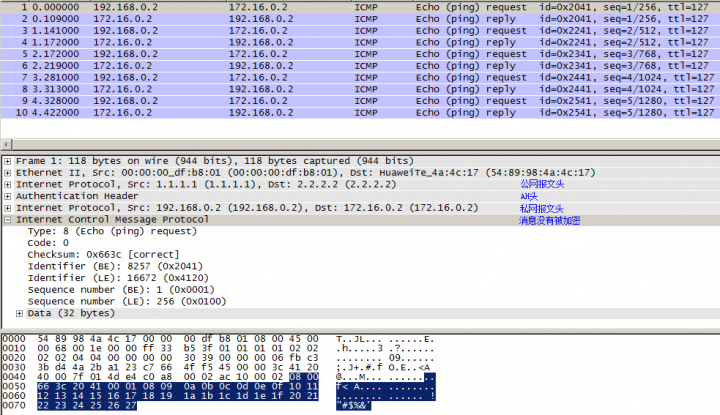 1 0.000000 192.168.0.2 172.16.0.2 ICMP Echo (ping) request id=0x2041, seq=1/256, ttl=127
2 0.109000 172.16.0.2 192.168.0.2 ICMP Echo (ping) reply id=0x2041, seq=1/256, ttl=127
3 1.141000 192.168.0.2 172.16.0.2 ICMP Echo (ping) request id=0x2241, seq=2/512, ttl=127
4 1.172000 172.16.0.2 192.168.0.2 ICMP Echo (ping) reply id=0x2241, seq=2/512, ttl=127
5 2.172000 192.168.0.2 172.16.0.2 ICMP Echo (ping) request id=0x2341, seq=3/768, ttl=127
6 2.219000 172.16.0.2 192.168.0.2 ICMP Echo (ping) reply id=0x2341, seq=3/768, ttl=127
7 3.281000 192.168.0.2 172.16.0.2 ICMP Echo (ping) request id=0x2441, seq=4/1024, ttl=127
8 3.313000 172.16.0.2 192.168.0.2 ICMP Echo (ping) reply id=0x2441, seq=4/1024, ttl=127
9 4.328000 192.168.0.2 172.16.0.2 ICMP Echo (ping) request id=0x2541, seq=5/1280, ttl=127
10 4.422000 172.16.0.2 192.168.0.2 ICMP Echo (ping) reply id=0x2541, seq=5/1280, ttl=127
Frame 1: 118 bytes on wire (944 bits), 118 bytes captured (944 bits)
Ethernet II, Src: 00:00:00_df:b8:01 (00:00:00:df:b8:01), Dst: HuaweiTe_4a:4c:17 (54:89:98:4a:4c:17)
Internet Protocol, Src: 1.1.1.1 (1.1.1.1), Dst: 2.2.2.2 (2.2.2.2) 公网报文头
Authentication Header AH头
Internet Protocol, Src: 192.168.0.2 (192.168.0.2), Dst: 172.16.0.2 (172.16.0.2) 私网报文头
Internet Control Message Protocol 消息没有被加密
Type: 8 (Echo (ping) request)
Code: 0
Checksum: 0x663c [correct]
Identifier (BE): 8257 (0x2041)
Identifier (LE): 16672 (0x4120)
Sequence number (BE): 1 (0x0001)
Sequence number (LE): 256 (0x0100)
Data (32 bytes)
0000 54 89 98 4a 4c 17 00 00 00 df b8 01 08 00 45 00 T..JL... ......E.
0010 00 68 00 1e 00 00 ff 33 b5 3f 01 01 01 01 02 02 .h.....3 .?......
0020 02 02 04 04 00 00 00 00 30 39 00 00 00 06 fb c3 ........ 09......
0030 3b d4 4a 2b a1 23 c7 66 4f f5 45 00 00 3c 41 20 ;.J+.#.f O.E..<A
0040 40 00 7f 01 4d e4 c0 a8 00 02 ac 10 00 02 08 00 @...M... ........
0050 66 3c 20 41 00 01 08 09 0a 0b 0c 0d 0e 0f 10 11 f< A.... ........
0060 12 13 14 15 16 17 18 19 1a 1b 1c 1d 1e 1f 20 21 ........ ...... !
0070 22 23 24 25 26 27 "#$%&'